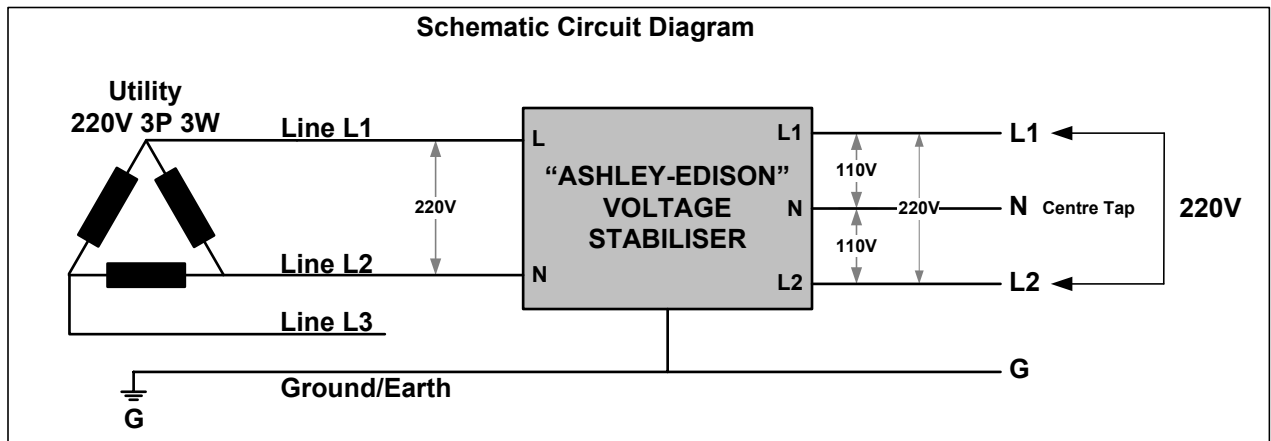 Schematic Circuit Diagram
Utility
220V 3P 3W
Line L1
L
L1
L1
“ASHLEY-EDISON”
VOLTAGE
STABILISER
220V
110V
N
220V
N Centre Tap
220V
110V
Line L2
N
L2
L2
Line L3
Ground/Earth
G
G